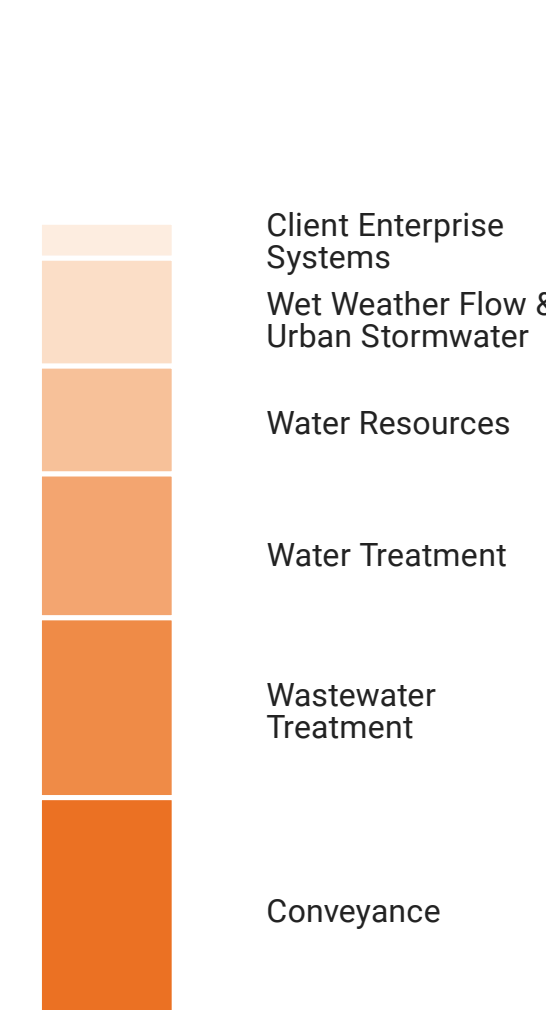 Client Enterprise
Systems
Wet Weather Flow &
Urban Stormwater
Water Resources
Water Treatment
Wastewater
Treatment
Conveyance